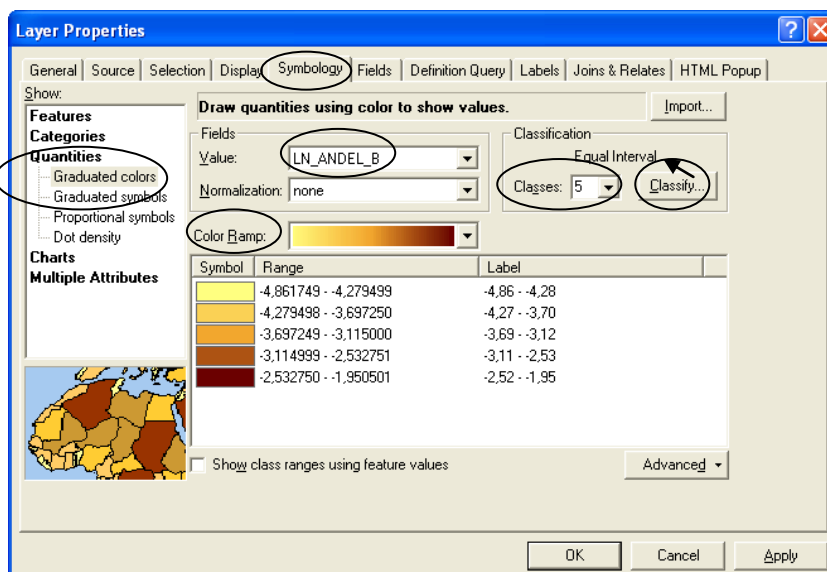 Layer Properties
General Source Selection Display Symbology Fields Definition Query Labels Joins & Relates HTML Popup
Show:
Features
Categories
Quantities
Graduated colors
Graduated symbols
Proportional symbols
Dot density
Charts
Multiple Attributes
Draw quantities using color to show values.
Import...
Fields
Value: LN_ANDEL_B
Normalization: none
Classification
Equal Interval
Classes: 5 Classify...
Color Ramp:
Symbol Range Label
-4,861749 - -4,279499 -4,86 - -4,28
-4,279498 - -3,697250 -4,27 - -3,70
-3,697249 - -3,115000 -3,69 - -3,12
-3,114999 - -2,532751 -3,11 - -2,53
-2,532750 - -1,950501 -2,52 - -1,95
Show class ranges using feature values
Advanced
OK Cancel Apply